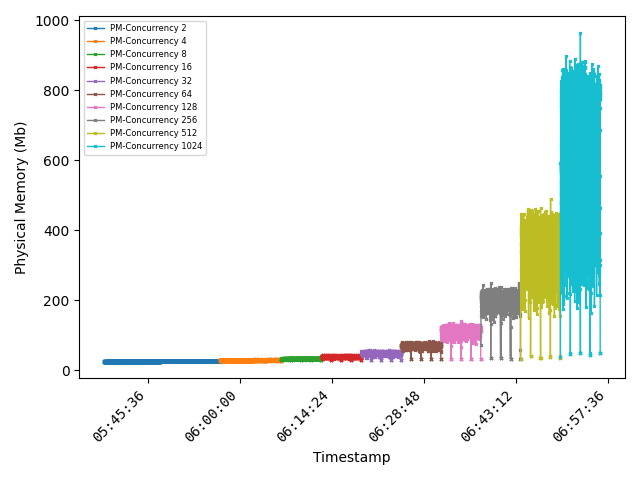 1000
800
600
400
200
0
Physical Memory (Mb)
PM-Concurrency 2
PM-Concurrency 4
PM-Concurrency 8
PM-Concurrency 16
PM-Concurrency 32
PM-Concurrency 64
PM-Concurrency 128
PM-Concurrency 256
PM-Concurrency 512
PM-Concurrency 1024
05:45:36
06:00:00
06:14:24
06:28:48
06:43:12
06:57:36
Timestamp